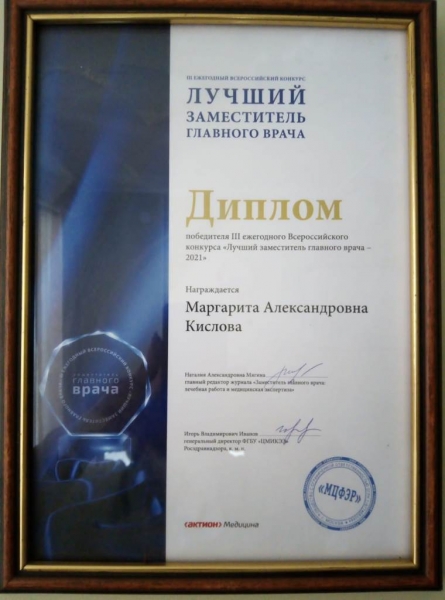 III ЕЖЕГОДНЫЙ ВСЕРОССИЙСКИЙ КОНКУРС
ЛУЧШИЙ
ЗАМЕСТИТЕЛЬ
ГЛАВНОГО ВРАЧА
Диплом
победителя III ежегодного Всероссийского
конкурса «Лучший заместитель главного врача –
2021»
Награждается
Маргарита Александровна
Кислова
Наталия Александровна
главный редактор журнала «Заместитель главного врача:
лечебная работа и медицинская экспертиза»
Игорь Владимирович Иванов
генеральный директор ФГБУ «ЦМИКЭЭ»
Росздравнадзора, к. м. н.
главного
врача
«МЦФЭР»
АКТИОН Медицина